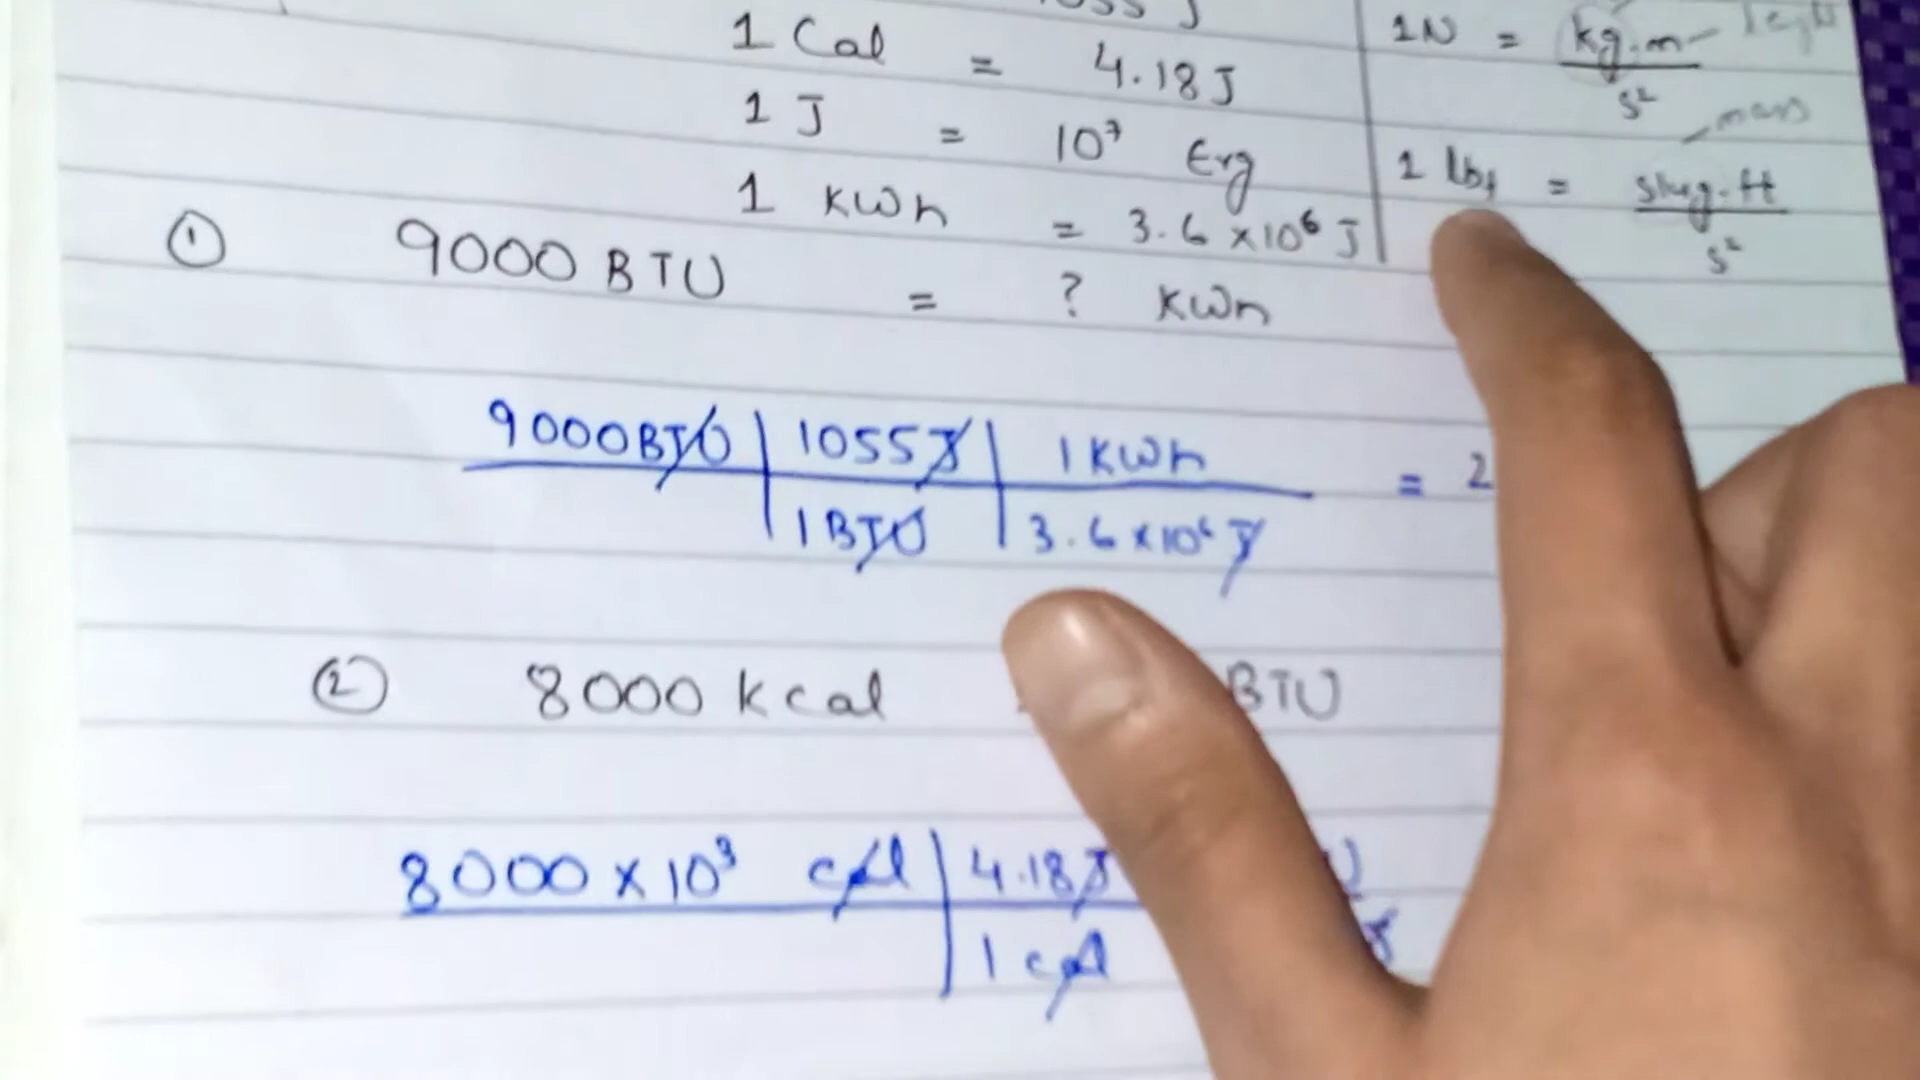 1055 J
1 Cal = 4.18 J
1 J = 10⁷ Erg
1 KWh = 3.6 × 10⁶ J
1N = kg.m
s²
mass
1 lbf = slug.ft
s²
① 9000 BTU = ? KWh
9000 BTU | 1055 J | 1 KWh = 2
1 BTU | 3.6 × 10⁶ J
② 8000 kcal BTU
8000 × 10³ cal | 4.18 J
1 cal